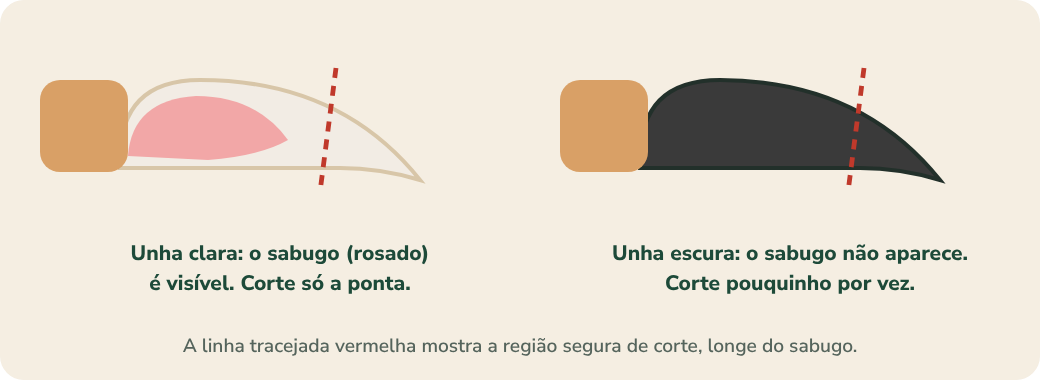 Unha clara: o sabugo (rosado)
é visível. Corte só a ponta.
Unha escura: o sabugo não aparece.
Corte pouquinho por vez.
A linha tracejada vermelha mostra a região segura de corte, longe do sabugo.